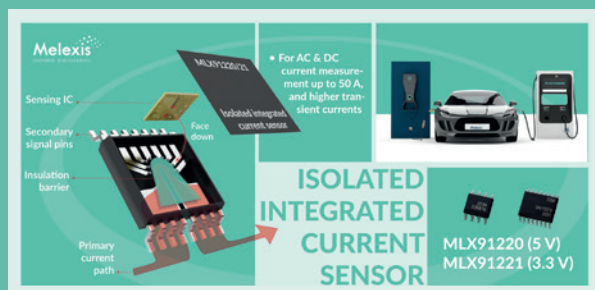 Melexis
MLX91220/21
Isolated integrated
current sensor
• For AC & DC
current measure-
ment up to 50 A,
and higher tran-
sient currents
Sensing IC
Secondary
signal pins
Insulation
barrier
Primary
current path
Face
down
ISOLATED
INTEGRATED
CURRENT
SENSOR
MLX91220 (5 V)
MLX91221 (3.3 V)